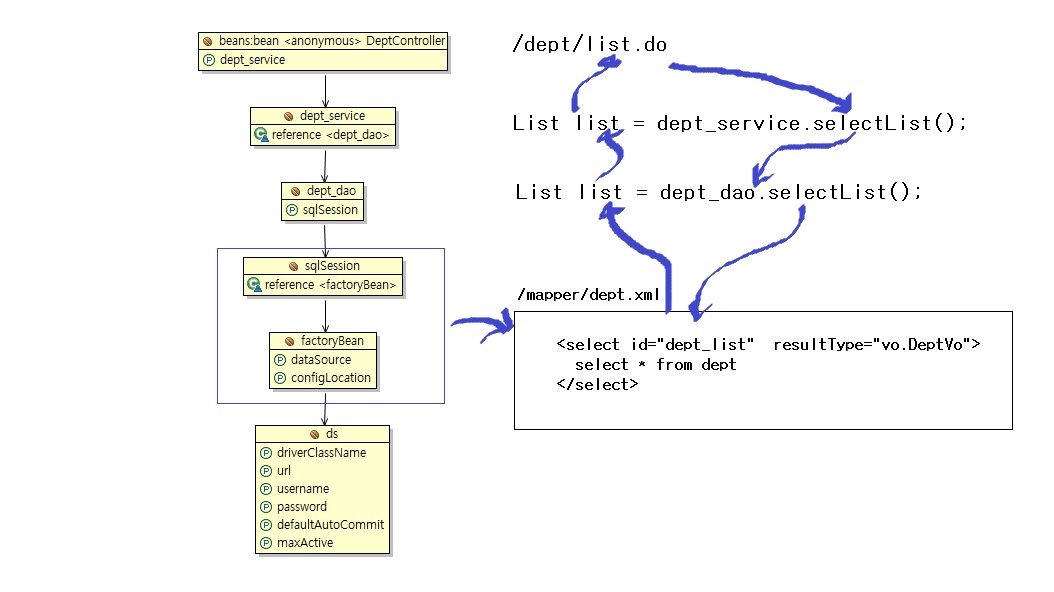 beans:bean <anonymous> DeptController
dept_service
dept_service
reference <dept_dao>
dept_dao
sqlSession
sqlSession
reference <factoryBean>
factoryBean
dataSource
configLocation
ds
driverClassName
url
username
password
defaultAutoCommit
maxActive
/dept/list.do
List list = dept_service.selectList();
List list = dept_dao.selectList();
/mapper/dept.xml
<select id="dept_list" resultType="vo.DeptVo">
select * from dept
</select>